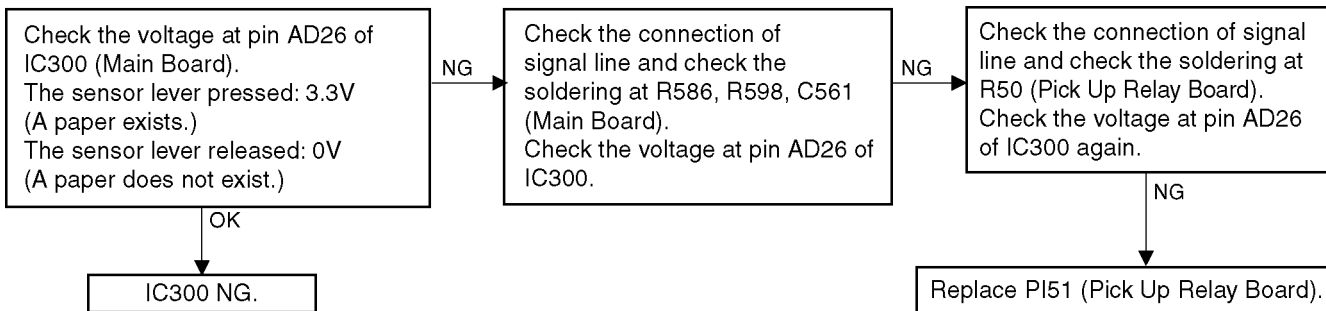 Check the voltage at pin AD26 of
IC300 (Main Board).
The sensor lever pressed: 3.3V
(A paper exists.)
The sensor lever released: 0V
(A paper does not exist.)
NG
Check the connection of
signal line and check the
soldering at R586, R598, C561
(Main Board).
Check the voltage at pin AD26 of
IC300.
NG
Check the connection of signal
line and check the soldering at
R50 (Pick Up Relay Board).
Check the voltage at pin AD26
of IC300 again.
OK
NG
IC300 NG.
Replace PI51 (Pick Up Relay Board).